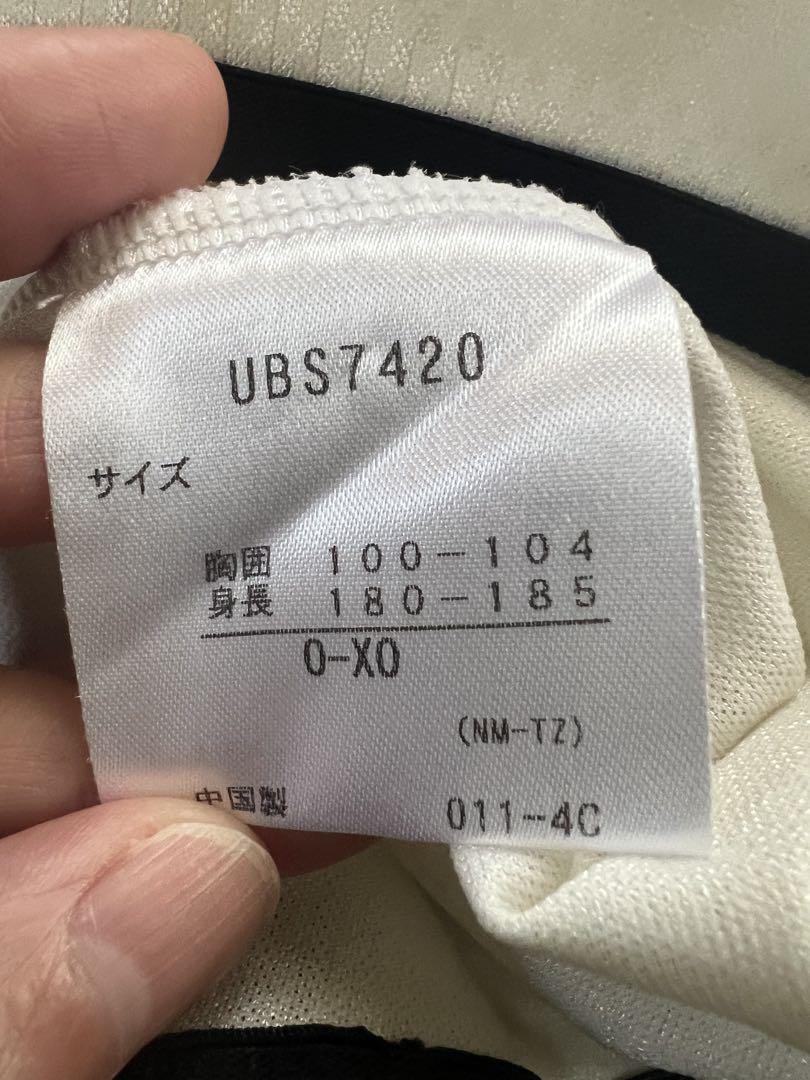 UBS7420
サイズ
胸囲 100-104
身長 180-185
O-XO
(NM-TZ)
中国製 011-4C